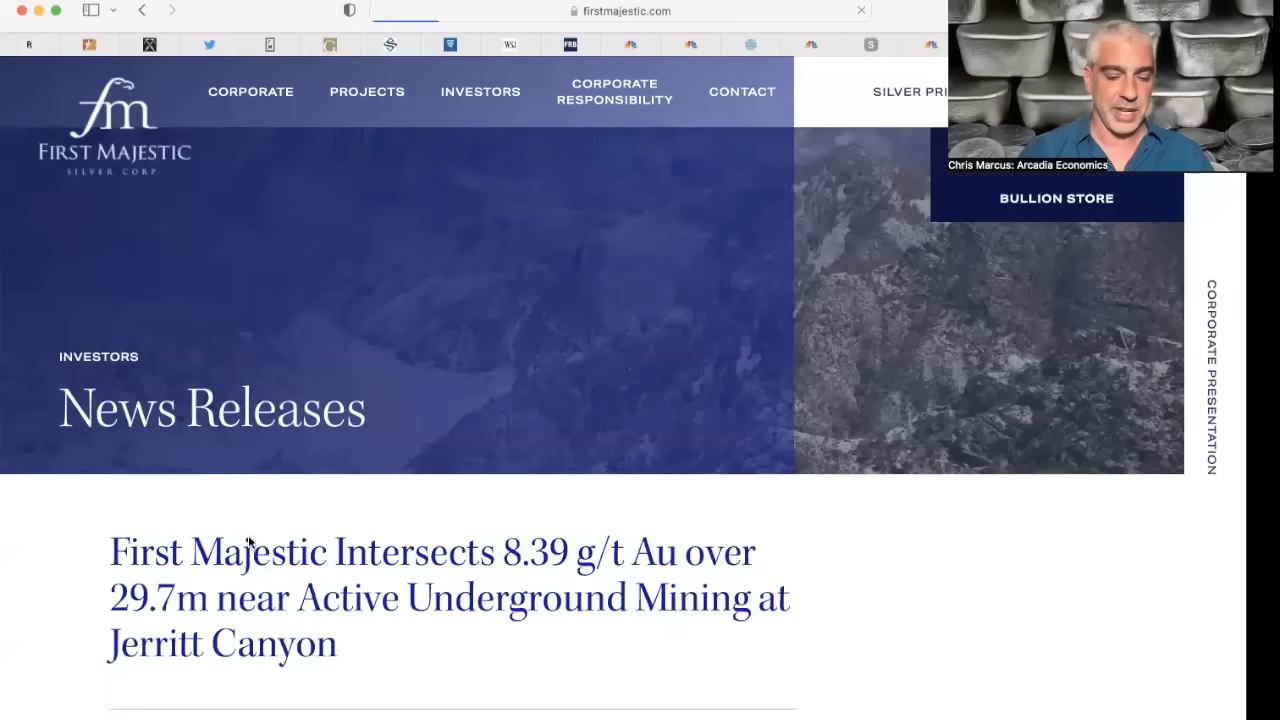 firstmajestic.com
R
WSJ
FRB
S
fm
FIRST MAJESTIC
SILVER CORP
CORPORATE
PROJECTS
INVESTORS
CORPORATE
RESPONSIBILITY
CONTACT
SILVER PRI
Chris Marcus: Arcadia Economics
BULLION STORE
CORPORATE PRESENTATION
INVESTORS
News Releases
First Majestic Intersects 8.39 g/t Au over
29.7m near Active Underground Mining at
Jerritt Canyon